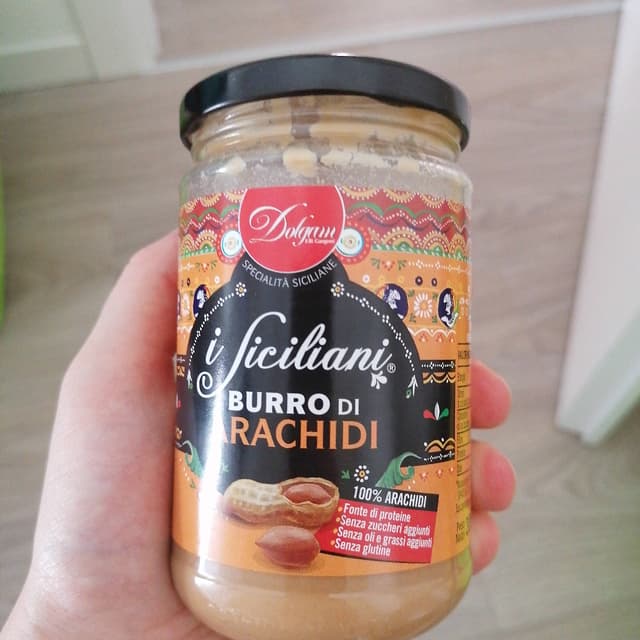 Dolgam
SPECIALITÀ SICILIANE
i Siciliani®
BURRO DI
ARACHIDI
100% ARACHIDI
•Fonte di proteine
•Senza zuccheri aggiunti
•Senza oli e grassi aggiunti
•Senza glutine